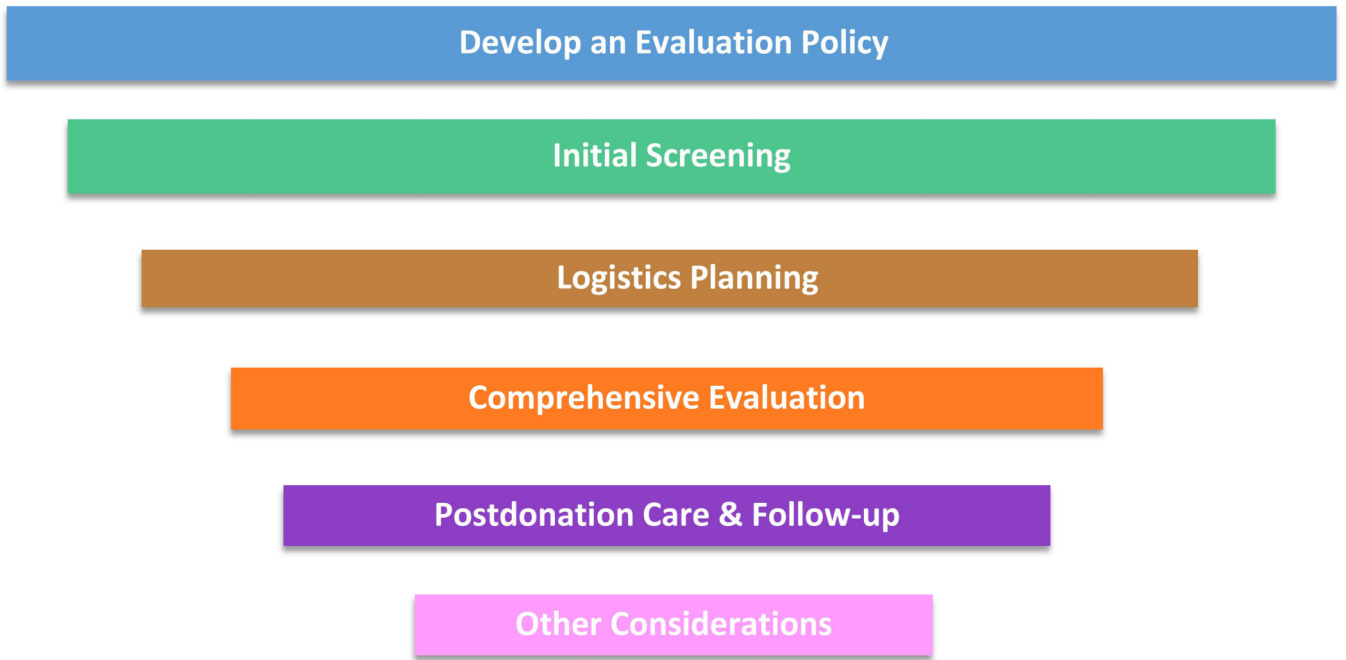 Develop an Evaluation Policy
Initial Screening
Logistics Planning
Comprehensive Evaluation
Postdonation Care & Follow-up
Other Considerations